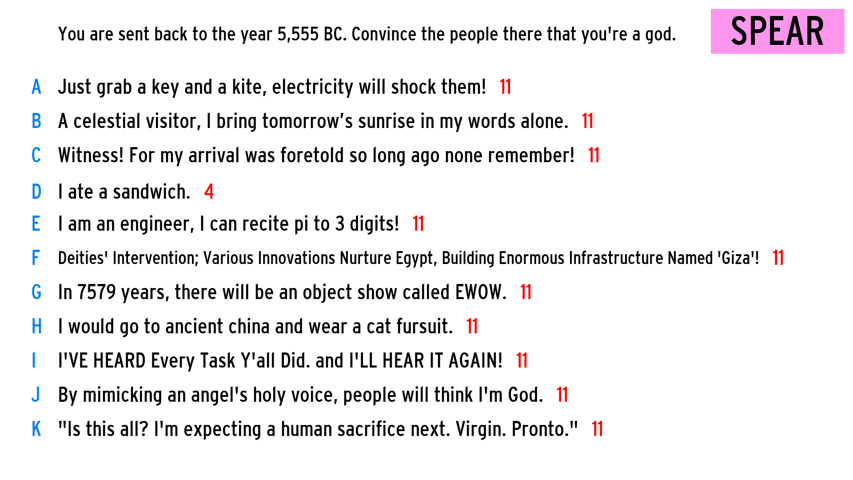 You are sent back to the year 5,555 BC. Convince the people there that you're a god.
SPEAR
A Just grab a key and a kite, electricity will shock them! 11
B A celestial visitor, I bring tomorrow’s sunrise in my words alone. 11
C Witness! For my arrival was foretold so long ago none remember! 11
D I ate a sandwich. 4
E I am an engineer, I can recite pi to 3 digits! 11
F Deities' Intervention; Various Innovations Nurture Egypt, Building Enormous Infrastructure Named 'Giza'! 11
G In 7579 years, there will be an object show called EWOW. 11
H I would go to ancient china and wear a cat fursuit. 11
I I'VE HEARD Every Task Y'all Did. and I'LL HEAR IT AGAIN! 11
J By mimicking an angel's holy voice, people will think I'm God. 11
K "Is this all? I'm expecting a human sacrifice next. Virgin. Pronto." 11